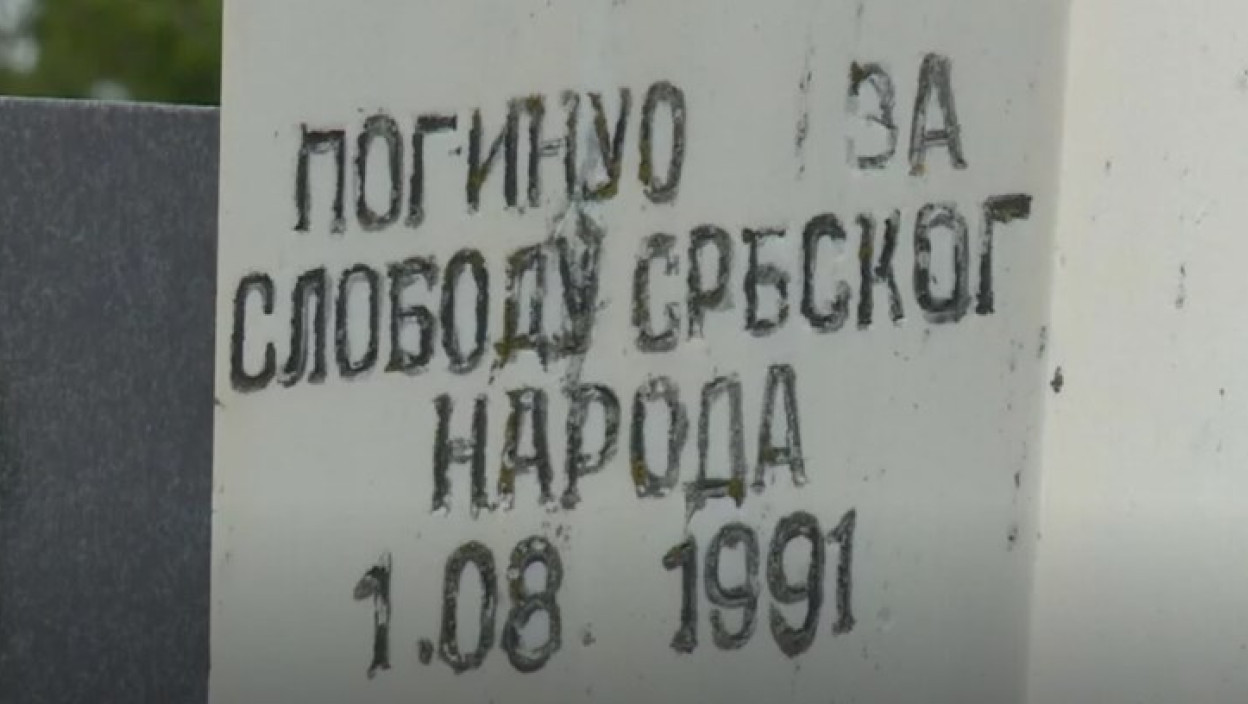 ПОГИНУО ЗА
СЛОБОДУ СРБСКОГ
НАРОДА
1.08. 1991